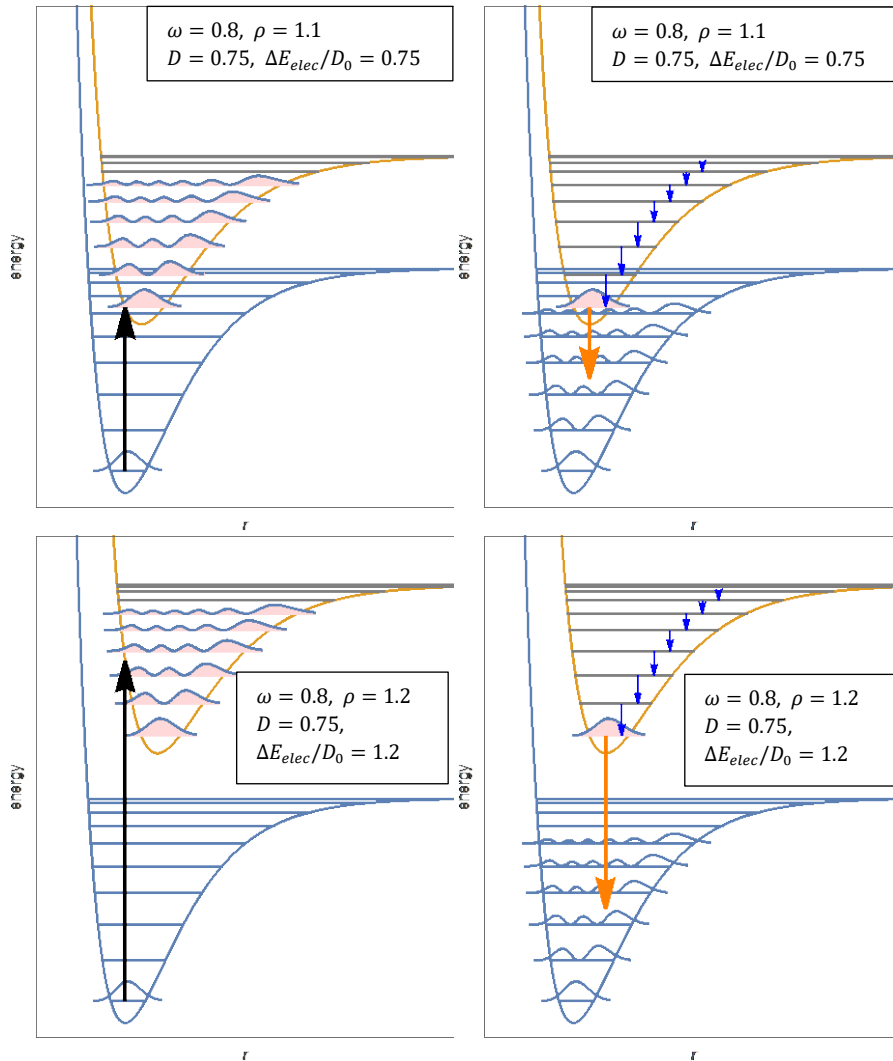 ω = 0.8, ρ = 1.1
D = 0.75, ΔE_elec/D_0 = 0.75
energy
r
ω = 0.8, ρ = 1.1
D = 0.75, ΔE_elec/D_0 = 0.75
energy
r
ω = 0.8, ρ = 1.2
D = 0.75,
ΔE_elec/D_0 = 1.2
energy
r
ω = 0.8, ρ = 1.2
D = 0.75,
ΔE_elec/D_0 = 1.2
energy
r